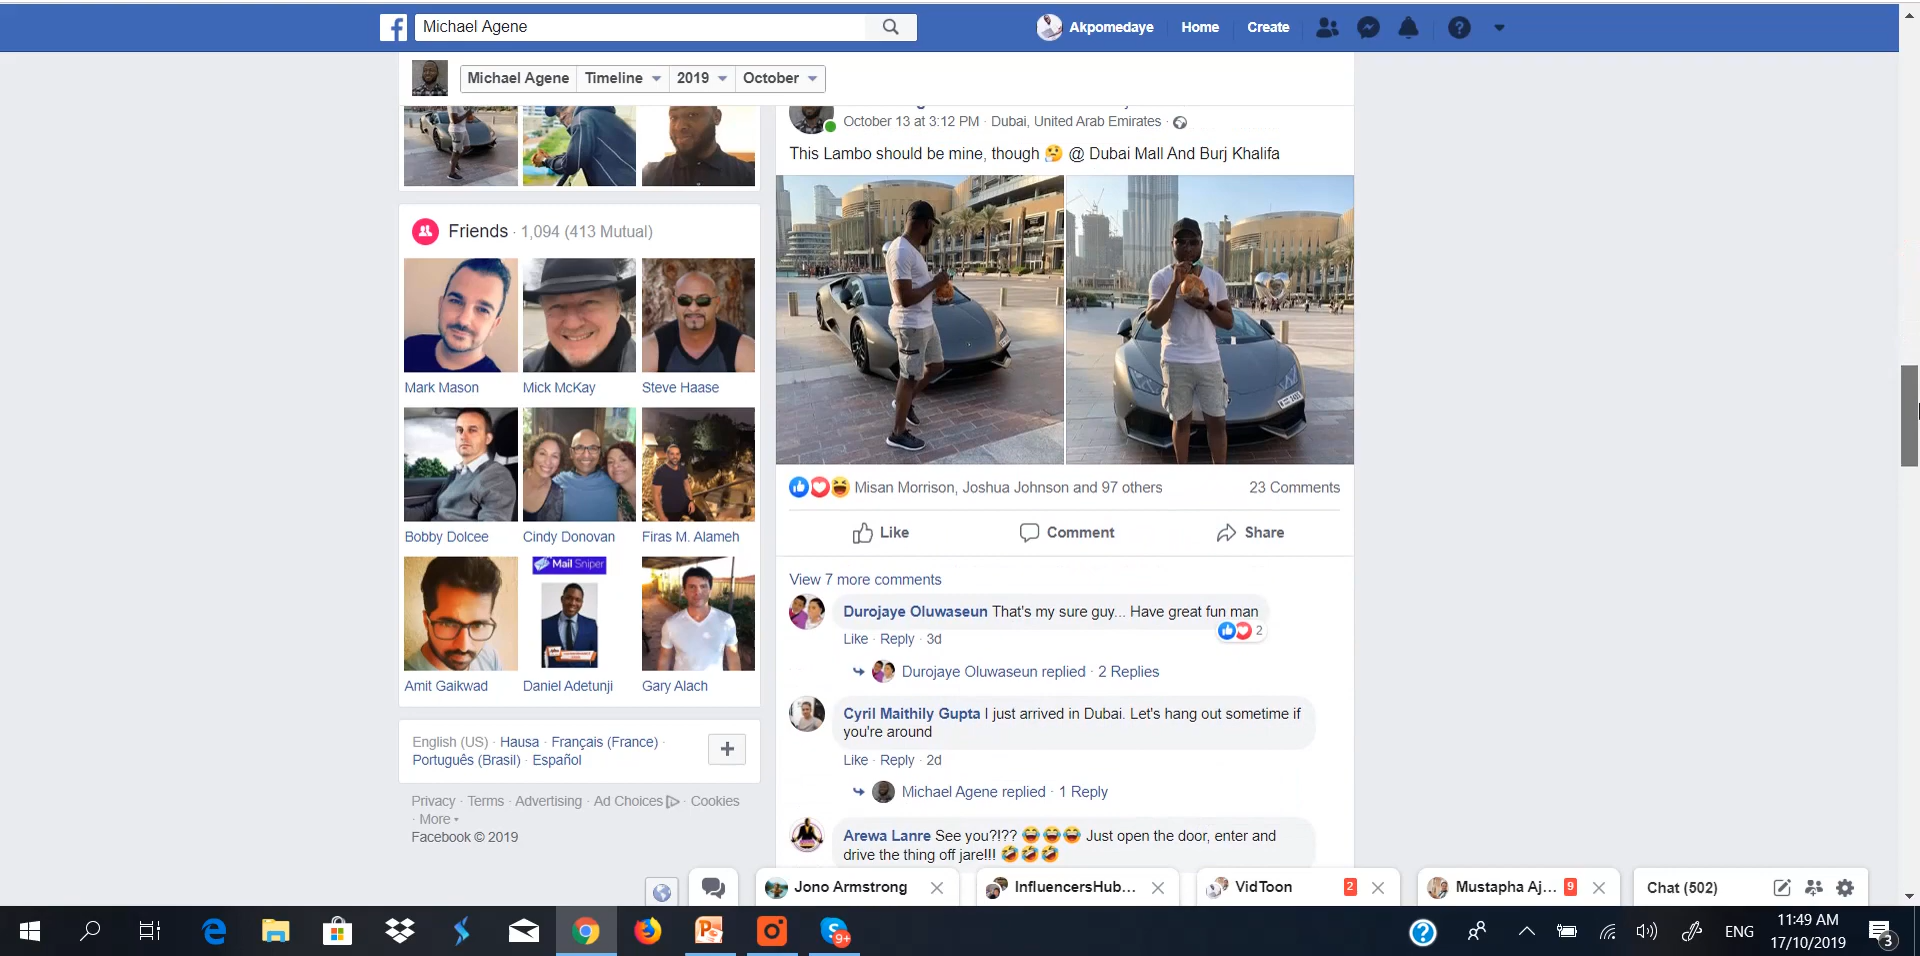 Michael Agene
Akpomedaye Home Create
Michael Agene Timeline 2019 October
October 13 at 3:12 PM · Dubai, United Arab Emirates ·
This Lambo should be mine, though 🤔 @ Dubai Mall And Burj Khalifa
Friends · 1,094 (413 Mutual)
Mark Mason
Mick McKay
Steve Haase
Bobby Dolcee
Cindy Donovan
Firas M. Alameh
Mail Sniper
Amit Gaikwad
Daniel Adetunji
Gary Alach
English (US) · Hausa · Français (France) ·
Português (Brasil) · Español
Privacy · Terms · Advertising · Ad Choices · Cookies
· More
Facebook © 2019
Misan Morrison, Joshua Johnson and 97 others
23 Comments
Like Comment Share
View 7 more comments
Durojaye Oluwaseun That's my sure guy... Have great fun man
2
Like · Reply · 3d
Durojaye Oluwaseun replied · 2 Replies
Cyril Maithily Gupta I just arrived in Dubai. Let's hang out sometime if
you're around
Like · Reply · 2d
Michael Agene replied · 1 Reply
Arewa Lanre See you?!?? 😂😂😂 Just open the door, enter and
drive the thing off jare!!! 🤣🤣🤣
Jono Armstrong
InfluencersHub...
VidToon 2
Mustapha Aj... 9
Chat (502)
9+
ENG
11:49 AM
17/10/2019
3